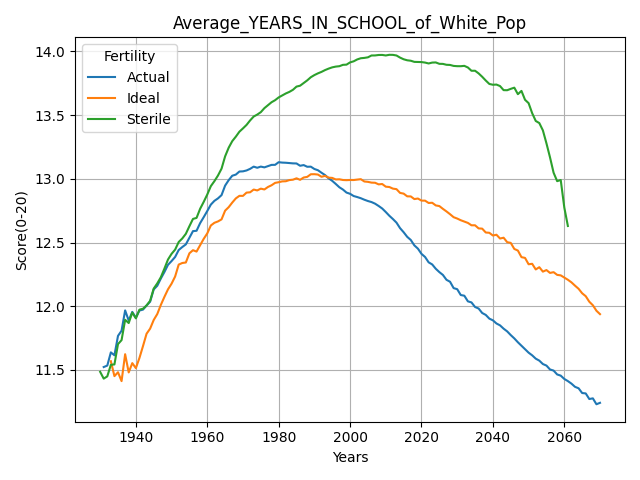 Average_YEARS_IN_SCHOOL_of_White_Pop
Fertility
Actual
Ideal
Sterile
14.0
13.5
13.0
12.5
12.0
11.5
Score(0-20)
1940 1960 1980 2000 2020 2040 2060
Years